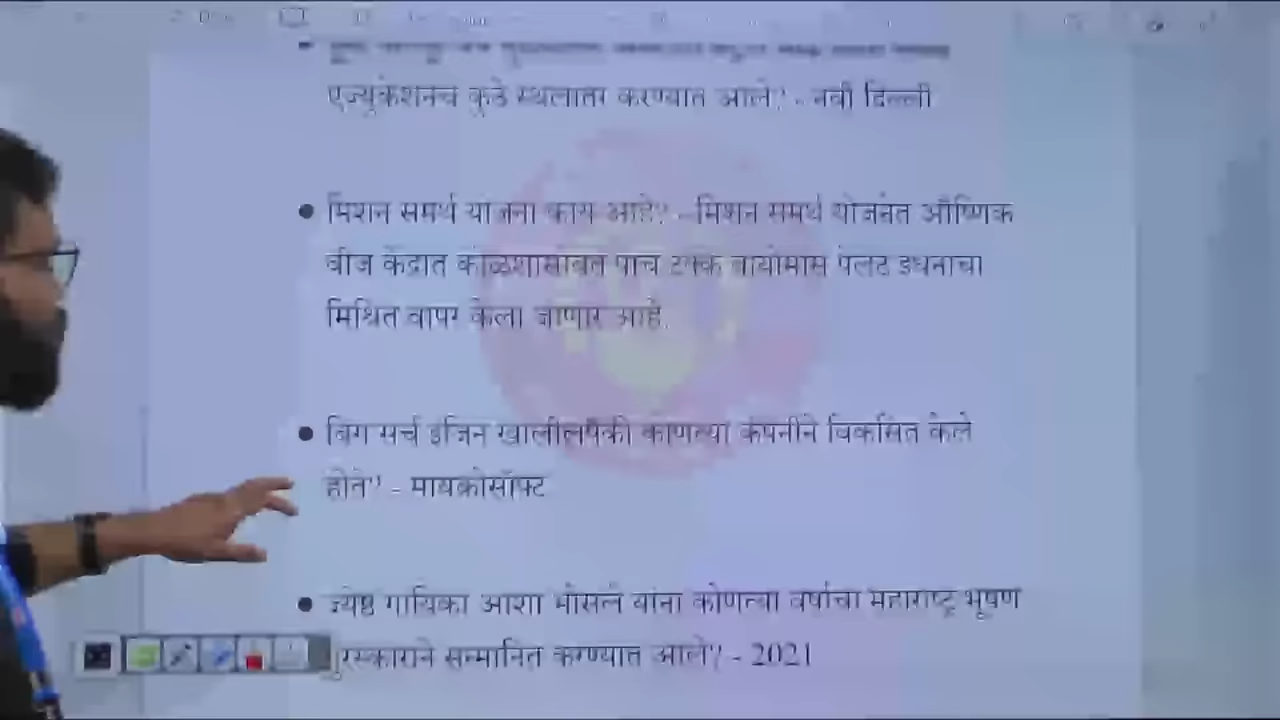 एज्युकेशनचे कुठे स्थलांतर करण्यात आले? - नवी दिल्ली
● मिशन समर्थ योजना काय आहे? - मिशन समर्थ योजनेत औष्णिक
वीज केंद्रात कोळशासोबत पाच टक्के बायोमास पेलेट इंधनाचा
मिश्रित वापर केला जाणार आहे.
● बिंग सर्च इंजिन खालीलपैकी कोणत्या कंपनीने विकसित केले
होते? - मायक्रोसॉफ्ट
● ज्येष्ठ गायिका आशा भोसले यांना कोणत्या वर्षाचा महाराष्ट्र भूषण
पुरस्काराने सन्मानित करण्यात आले? - 2021